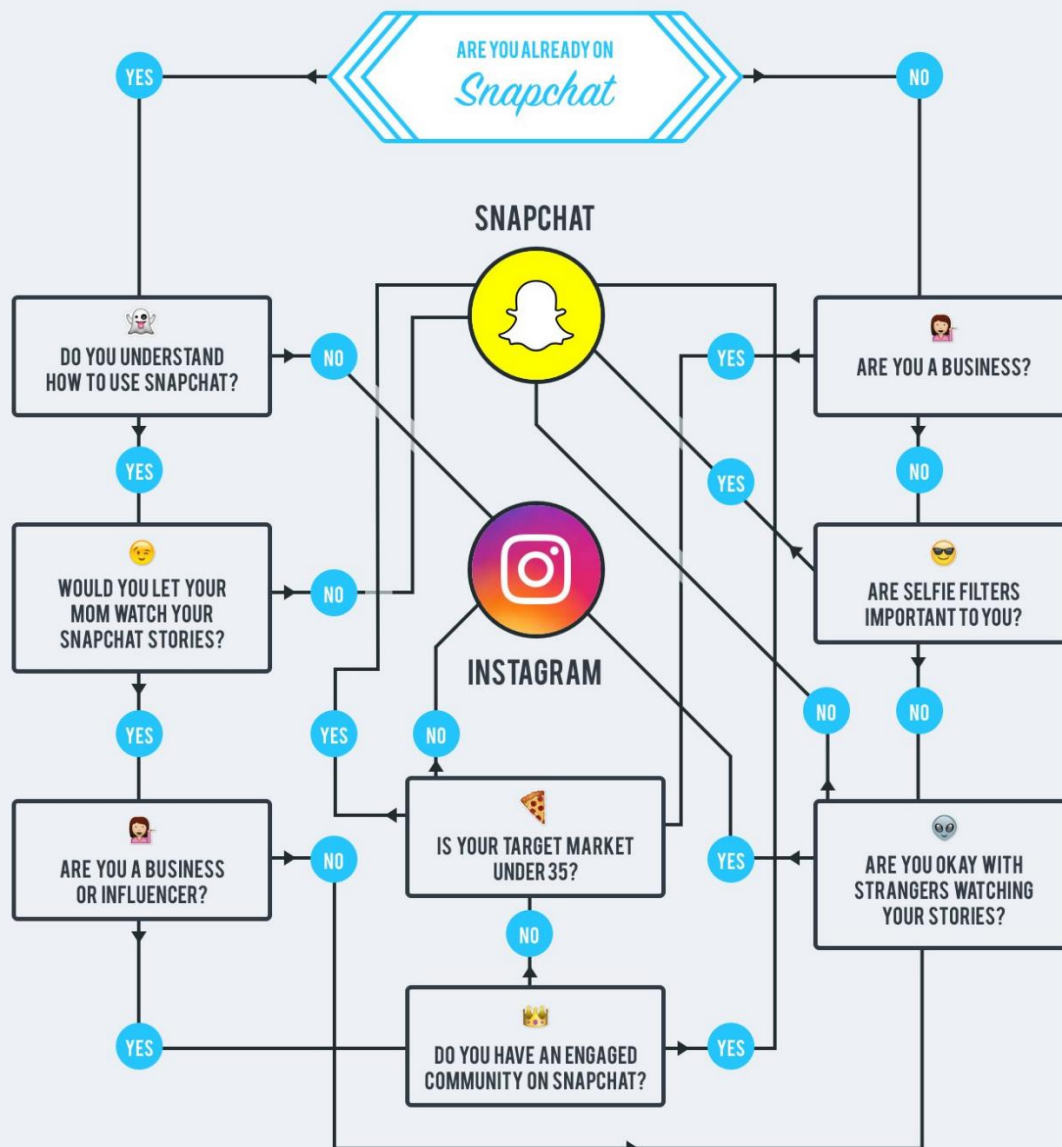 ARE YOU ALREADY ON
Snapchat
YES
NO
SNAPCHAT
DO YOU UNDERSTAND
HOW TO USE SNAPCHAT?
NO
YES
ARE YOU A BUSINESS?
YES
NO
YES
WOULD YOU LET YOUR
MOM WATCH YOUR
SNAPCHAT STORIES?
NO
ARE SELFIE FILTERS
IMPORTANT TO YOU?
INSTAGRAM
YES
YES
NO
NO
NO
ARE YOU A BUSINESS
OR INFLUENCER?
NO
IS YOUR TARGET MARKET
UNDER 35?
YES
ARE YOU OKAY WITH
STRANGERS WATCHING
YOUR STORIES?
NO
YES
DO YOU HAVE AN ENGAGED
COMMUNITY ON SNAPCHAT?
YES